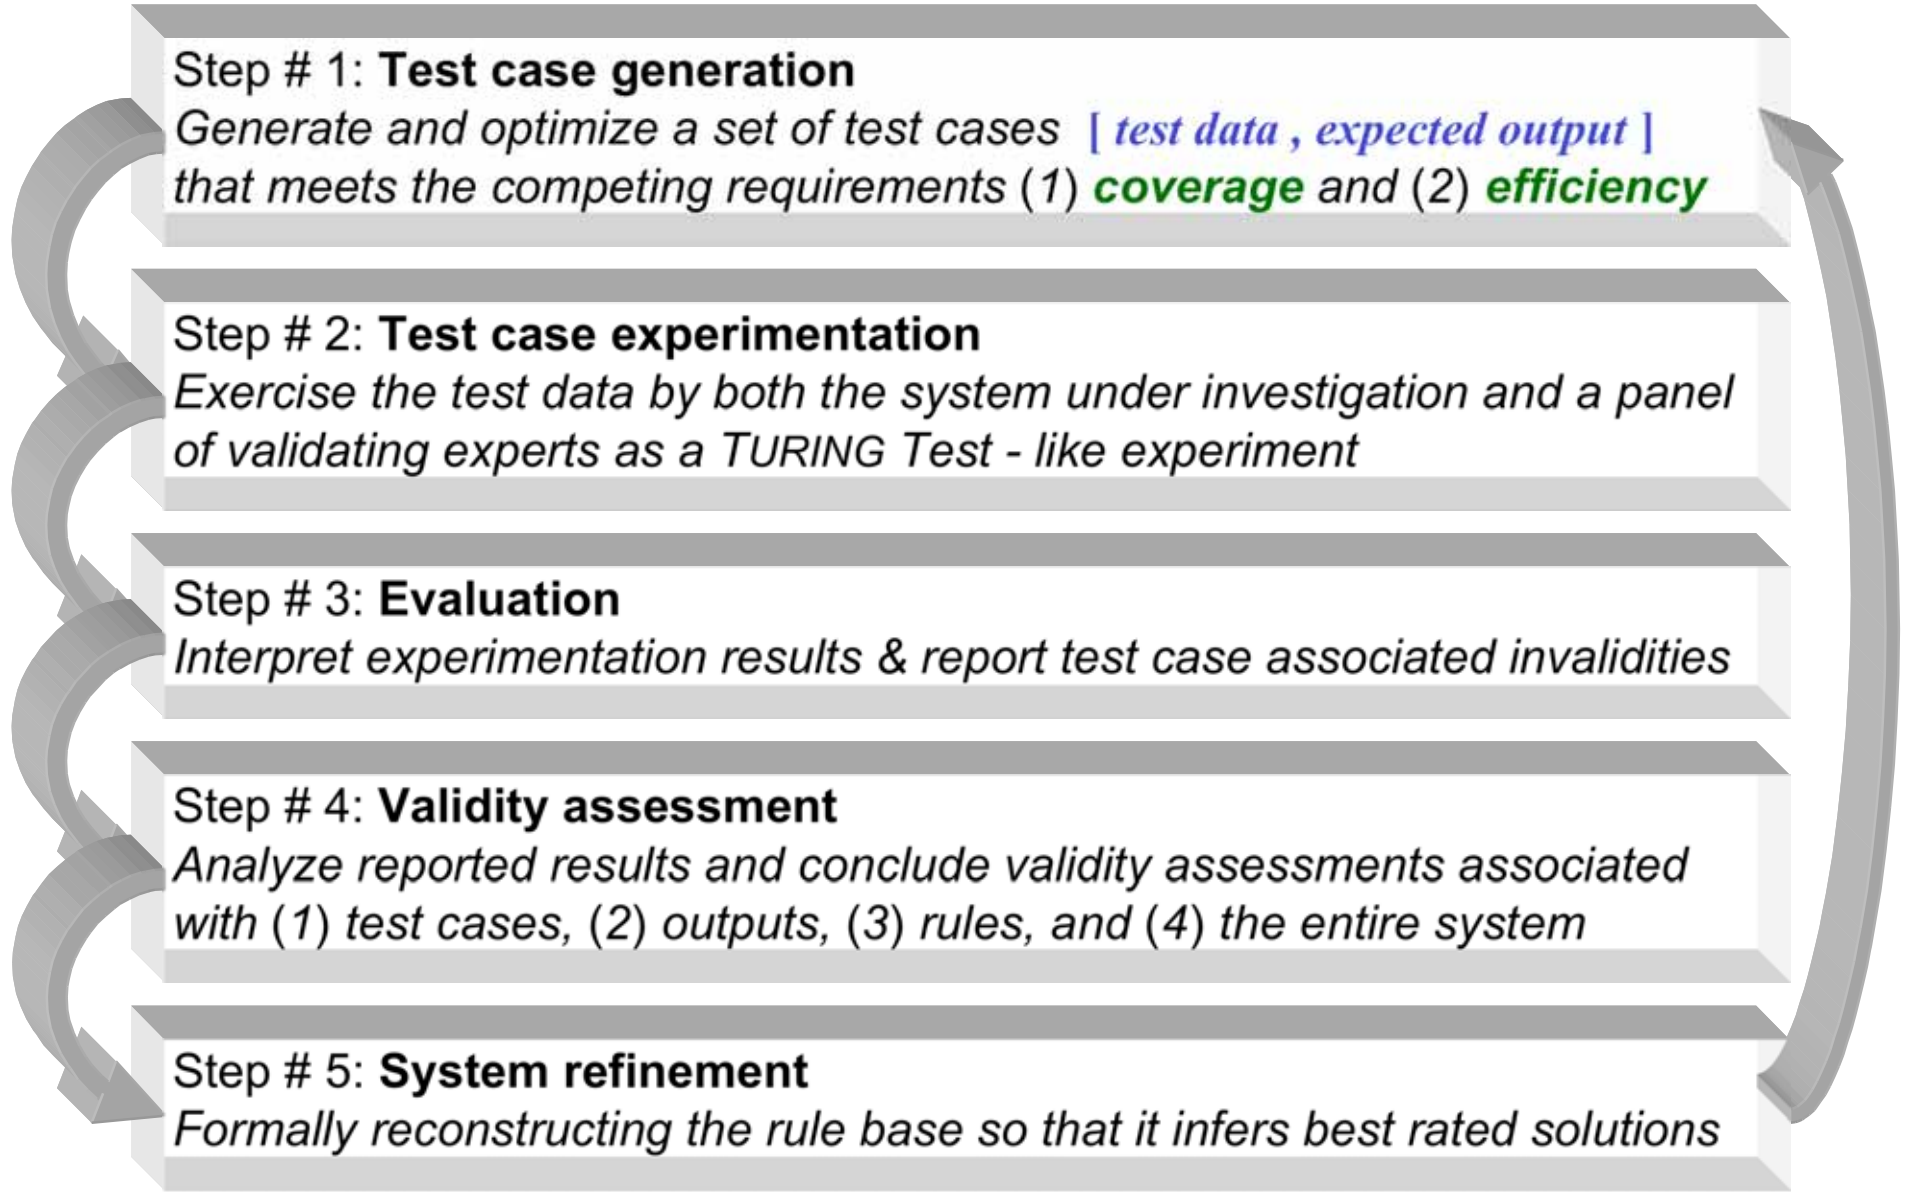 Step # 1: Test case generation
Generate and optimize a set of test cases [ test data , expected output ]
that meets the competing requirements (1) coverage and (2) efficiency
Step # 2: Test case experimentation
Exercise the test data by both the system under investigation and a panel
of validating experts as a TURING Test - like experiment
Step # 3: Evaluation
Interpret experimentation results & report test case associated invalidities
Step # 4: Validity assessment
Analyze reported results and conclude validity assessments associated
with (1) test cases, (2) outputs, (3) rules, and (4) the entire system
Step # 5: System refinement
Formally reconstructing the rule base so that it infers best rated solutions